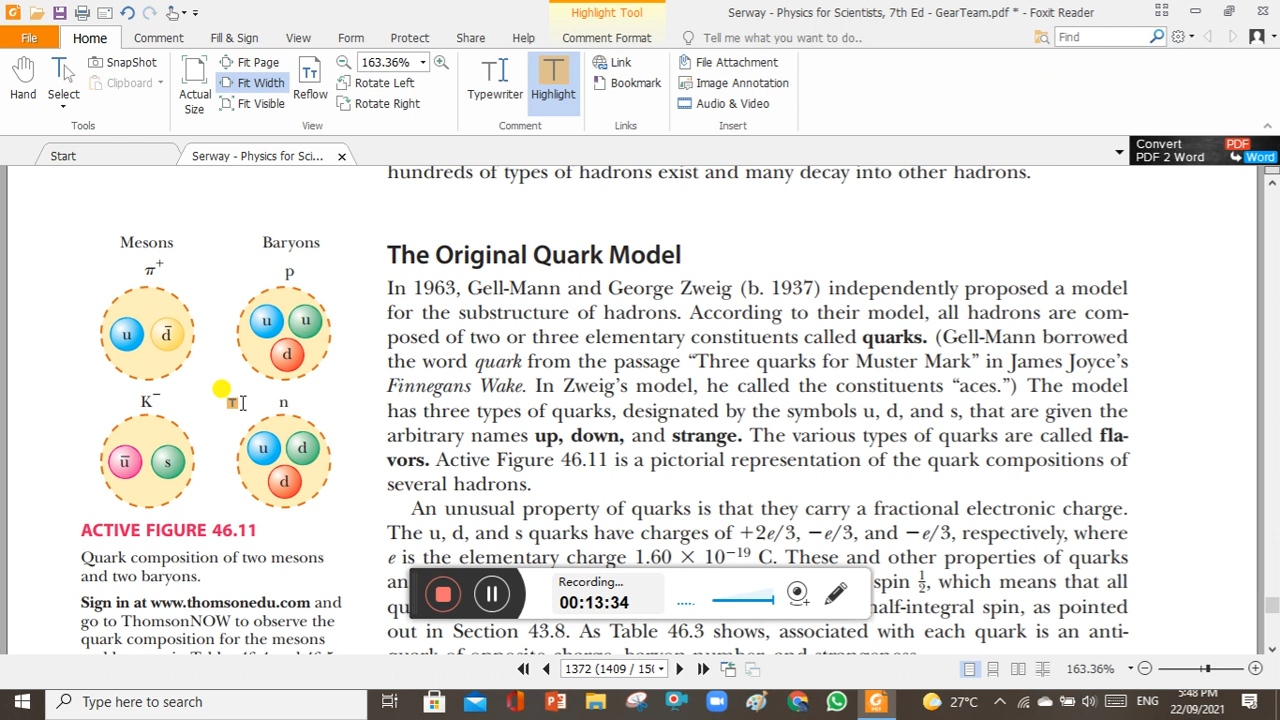 Highlight Tool
Serway - Physics for Scientists, 7th Ed - GearTeam.pdf * - Foxit Reader
File Home Comment Fill & Sign View Form Protect Share Help Comment Format Tell me what you want to do.. Find
Hand
Select
SnapShot
Clipboard
Tools
Actual Size
Fit Page
Fit Width
Fit Visible
Reflow
163.36%
Rotate Left
Rotate Right
View
Typewriter
Highlight
Comment
Link
Bookmark
Links
File Attachment
Image Annotation
Audio & Video
Insert
Start
Serway - Physics for Sci...
Convert PDF
PDF 2 Word Word
hundreds of types of hadrons exist and many decay into other hadrons.
Mesons Baryons
π+ p
u d̄ u u d
K− n
ū s u d d
ACTIVE FIGURE 46.11
Quark composition of two mesons
and two baryons.
Sign in at www.thomsonedu.com and
go to ThomsonNOW to observe the
quark composition for the mesons
The Original Quark Model
In 1963, Gell-Mann and George Zweig (b. 1937) independently proposed a model
for the substructure of hadrons. According to their model, all hadrons are com-
posed of two or three elementary constituents called quarks. (Gell-Mann borrowed
the word quark from the passage “Three quarks for Muster Mark” in James Joyce’s
Finnegans Wake. In Zweig’s model, he called the constituents “aces.”) The model
has three types of quarks, designated by the symbols u, d, and s, that are given the
arbitrary names up, down, and strange. The various types of quarks are called fla-
vors. Active Figure 46.11 is a pictorial representation of the quark compositions of
several hadrons.
An unusual property of quarks is that they carry a fractional electronic charge.
The u, d, and s quarks have charges of +2e/3, −e/3, and −e/3, respectively, where
e is the elementary charge 1.60 × 10−19 C. These and other properties of quarks
an spin ½, which means that all
qu half-integral spin, as pointed
out in Section 43.8. As Table 46.3 shows, associated with each quark is an anti-
Recording...
00:13:34
1372 (1409 / 150
163.36%
Type here to search
27°C
ENG
5:48 PM
22/09/2021